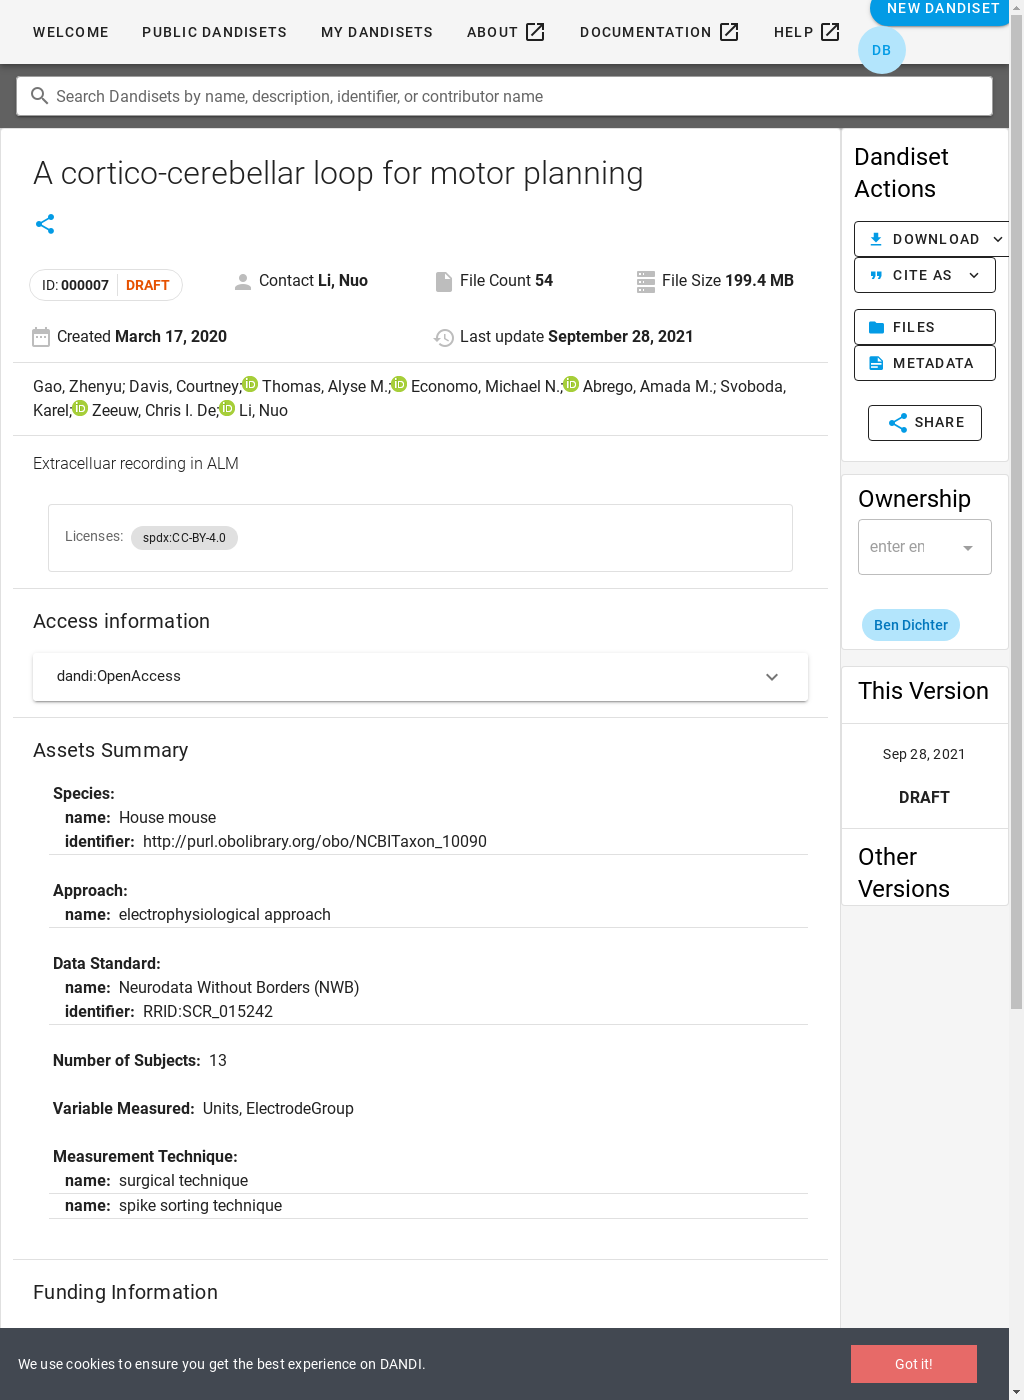 WELCOME PUBLIC DANDISETS MY DANDISETS ABOUT DOCUMENTATION HELP NEW DANDISET
DB
Search Dandisets by name, description, identifier, or contributor name
A cortico-cerebellar loop for motor planning
ID: 000007 DRAFT Contact Li, Nuo File Count 54 File Size 199.4 MB
Created March 17, 2020 Last update September 28, 2021
Gao, Zhenyu; Davis, Courtney; iD Thomas, Alyse M.; iD Economo, Michael N.; iD Abrego, Amada M.; Svoboda,
Karel; iD Zeeuw, Chris I. De; iD Li, Nuo
Extracelluar recording in ALM
Licenses: spdx:CC-BY-4.0
Access information
dandi:OpenAccess
Assets Summary
Species:
name: House mouse
identifier: http://purl.obolibrary.org/obo/NCBITaxon_10090
Approach:
name: electrophysiological approach
Data Standard:
name: Neurodata Without Borders (NWB)
identifier: RRID:SCR_015242
Number of Subjects: 13
Variable Measured: Units, ElectrodeGroup
Measurement Technique:
name: surgical technique
name: spike sorting technique
Funding Information
Dandiset
Actions
DOWNLOAD
CITE AS
FILES
METADATA
SHARE
Ownership
enter en
Ben Dichter
This Version
Sep 28, 2021
DRAFT
Other
Versions
We use cookies to ensure you get the best experience on DANDI. Got it!